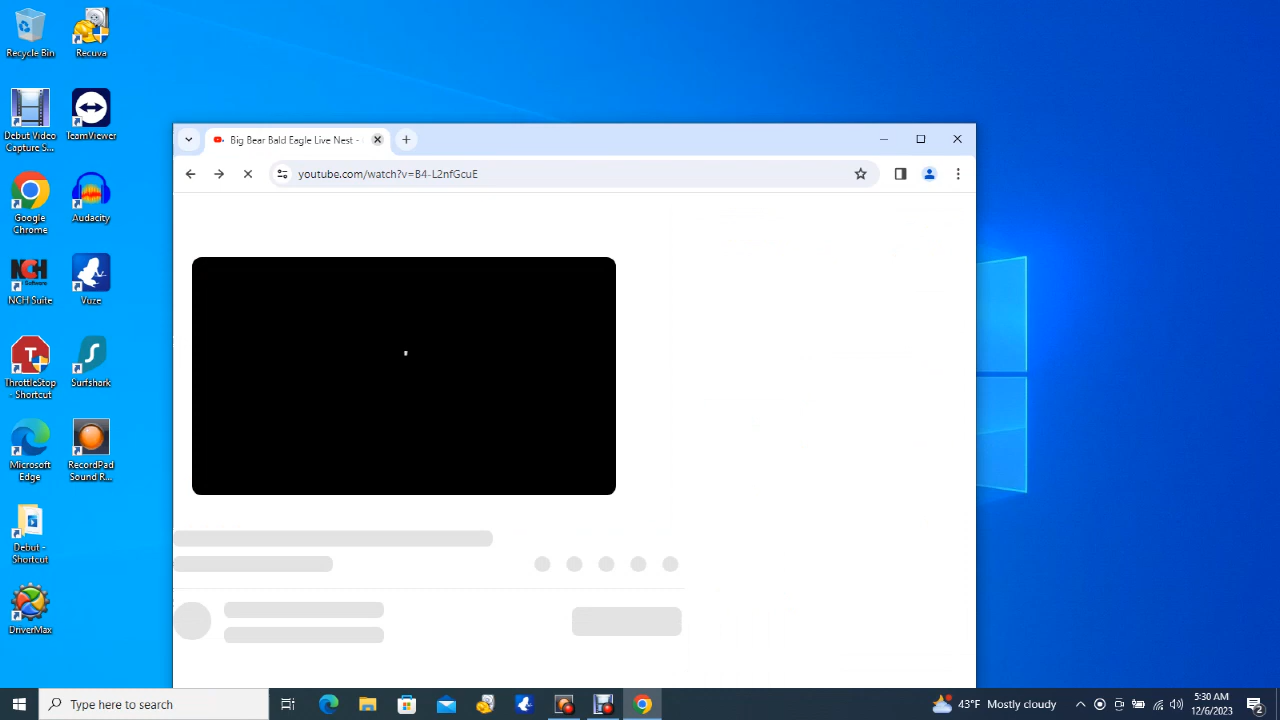 Recycle Bin
Recuva
Debut Video
Capture S...
TeamViewer
Google
Chrome
Audacity
NCH
Software
NCH Suite
Vuze
T
ThrottleStop
- Shortcut
Surfshark
Microsoft
Edge
RecordPad
Sound R...
Debut -
Shortcut
DriverMax
Big Bear Bald Eagle Live Nest -
youtube.com/watch?v=B4-L2nfGcuE
Type here to search
43°F Mostly cloudy
5:30 AM
12/6/2023
2